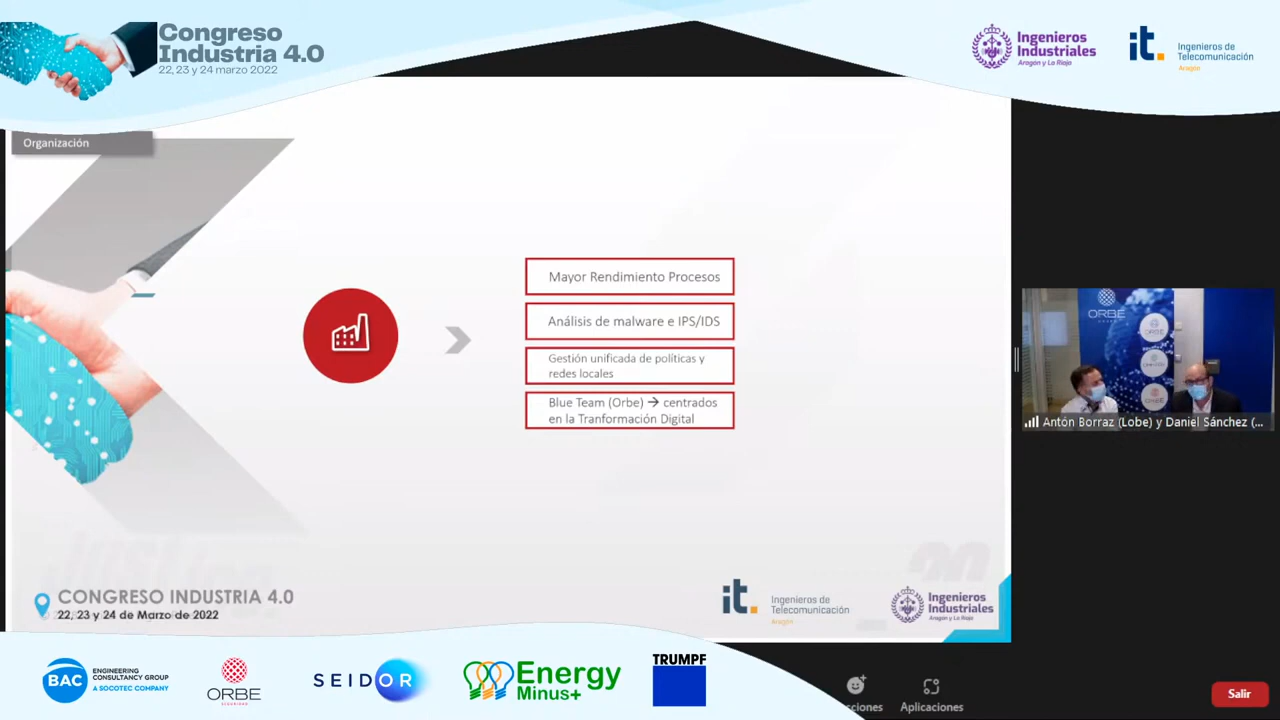 Congreso
Industria 4.0
22, 23 y 24 marzo 2022
Ingenieros
Industriales
Aragón y La Rioja
it.
Ingenieros de
Telecomunicación
Aragón
Organización
Mayor Rendimiento Procesos
Análisis de malware e IPS/IDS
Gestión unificada de políticas y
redes locales
Blue Team (Orbe) → centrados
en la Tranformación Digital
ORBE
Antón Borraz (Lobe) y Daniel Sánchez (...
CONGRESO INDUSTRIA 4.0
22, 23 y 24 de Marzo de 2022
it.
Ingenieros de
Telecomunicación
Aragón
Ingenieros
Industriales
Aragón y La Rioja
BAC
ENGINEERING
CONSULTANCY GROUP
A SOCOTEC COMPANY
ORBE
SEGURIDAD
SEIDOR
Energy
Minus+
TRUMPF
cciones
Aplicaciones
Salir